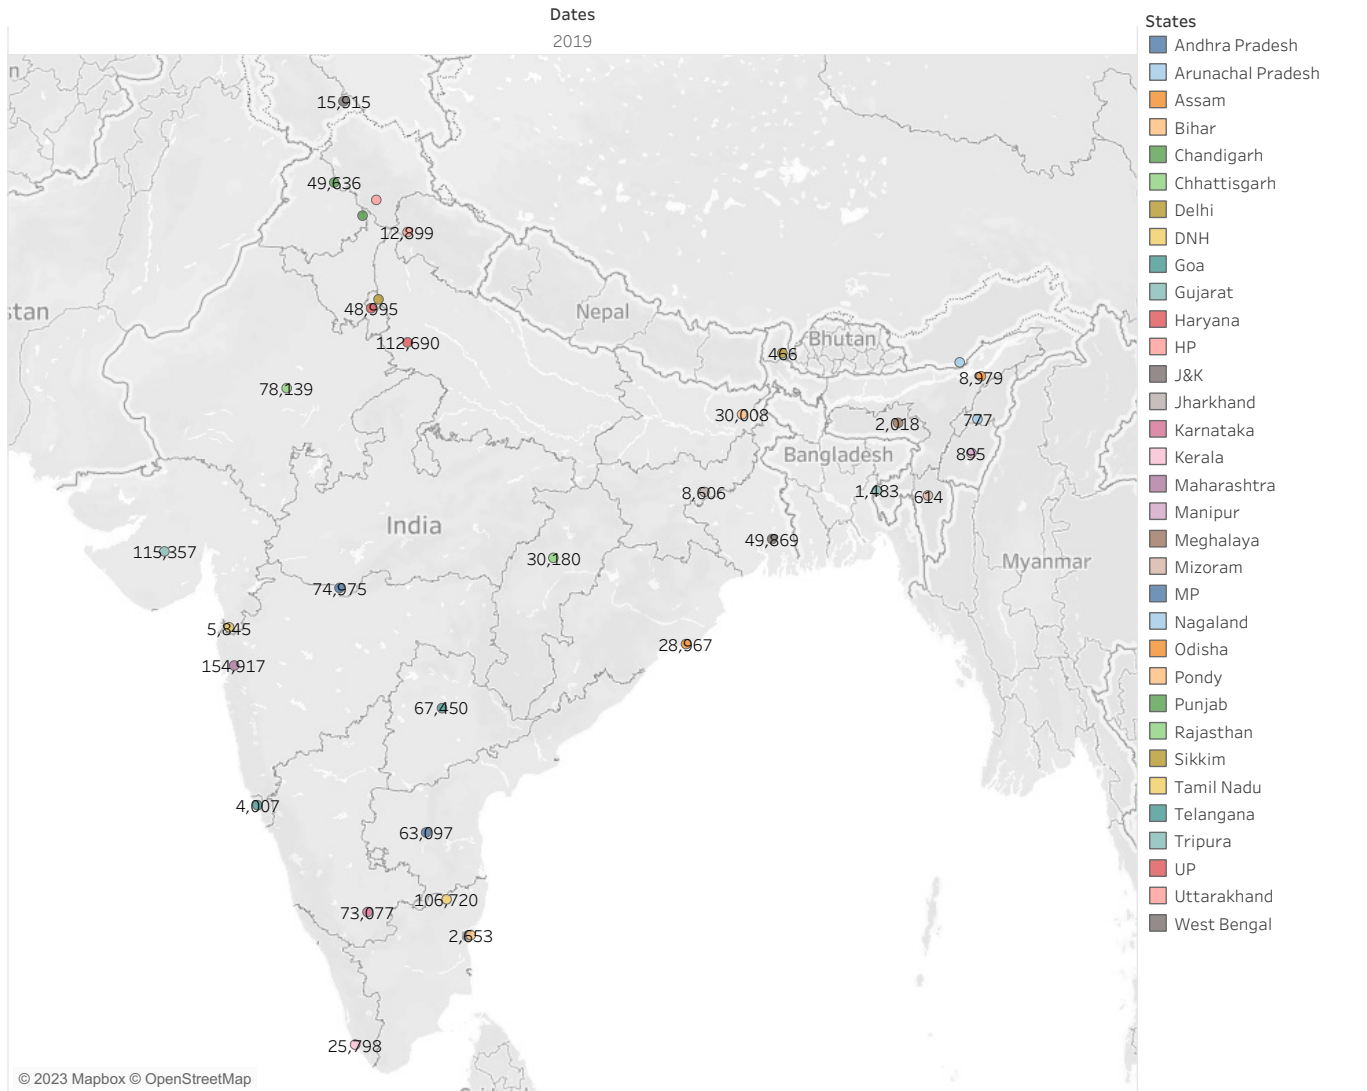 Dates
2019
States
Andhra Pradesh
Arunachal Pradesh
Assam
Bihar
Chandigarh
Chhattisgarh
Delhi
DNH
Goa
Gujarat
Haryana
HP
J&K
Jharkhand
Karnataka
Kerala
Maharashtra
Manipur
Meghalaya
Mizoram
MP
Nagaland
Odisha
Pondy
Punjab
Rajasthan
Sikkim
Tamil Nadu
Telangana
Tripura
UP
Uttarakhand
West Bengal
n
15,915
49,636
12,899
stan
48,995
Nepal
112,690
Bhutan
466
8,979
78,139
30,008
2,018
777
Bangladesh
895
8,606
1,483
614
India
49,869
115,357
30,180
Myanmar
74,975
5,845
28,967
154,917
67,450
4,007
63,097
106,720
73,077
2,653
25,798
© 2023 Mapbox © OpenStreetMap